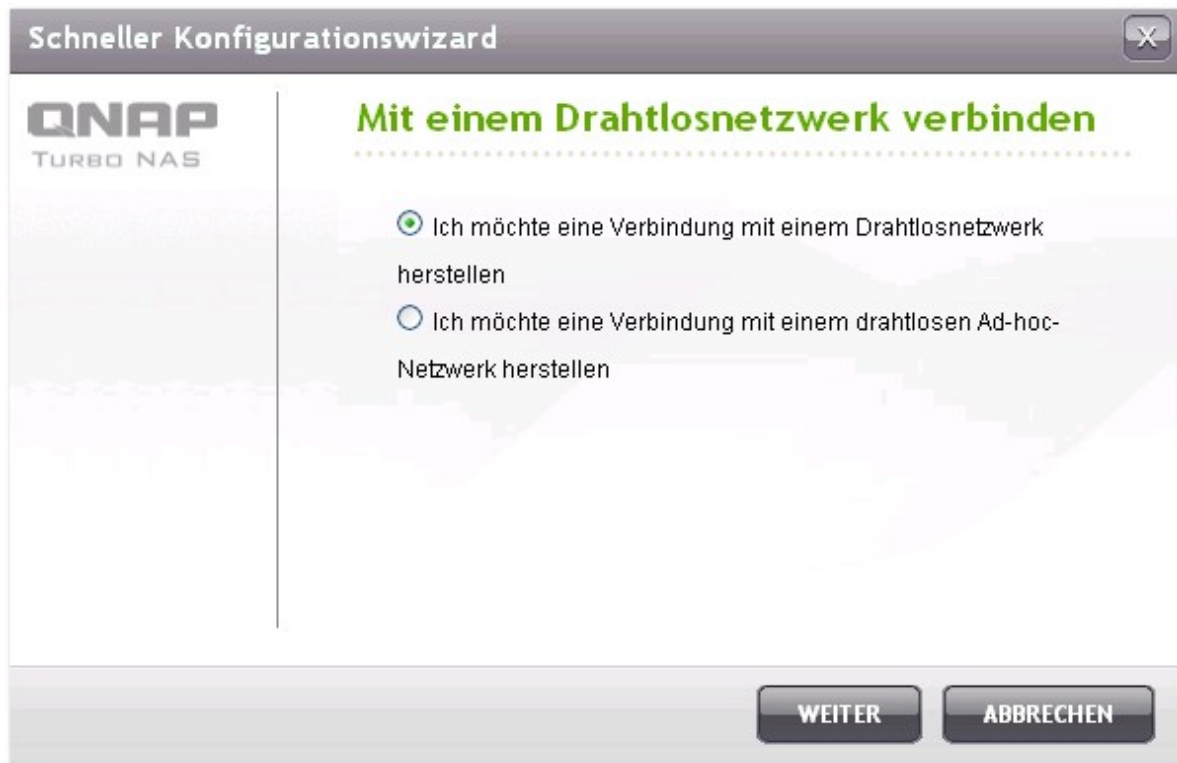 Schneller Konfigurationswizard
X
QNAP
TURBO NAS
Mit einem Drahtlosnetzwerk verbinden
Ich möchte eine Verbindung mit einem Drahtlosnetzwerk
herstellen
Ich möchte eine Verbindung mit einem drahtlosen Ad-hoc-
Netzwerk herstellen
WEITER
ABBRECHEN